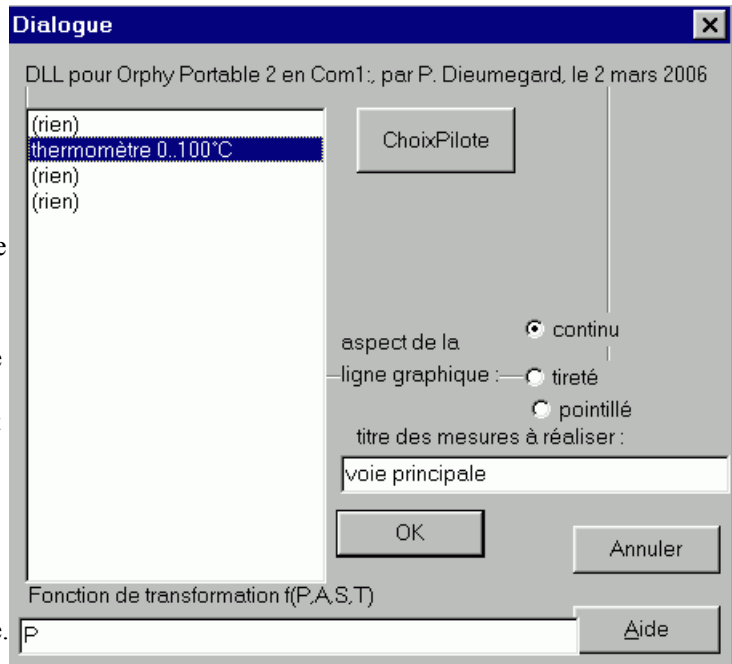 Dialogue
DLL pour Orphy Portable 2 en Com1:, par P. Dieumegard, le 2 mars 2006
(rien)
thermomètre 0..100°C
(rien)
(rien)
ChoixPilote
aspect de la
ligne graphique :
continu
tireté
pointillé
titre des mesures à réaliser :
voie principale
OK
Annuler
Fonction de transformation f(P,A,S,T)
P
Aide